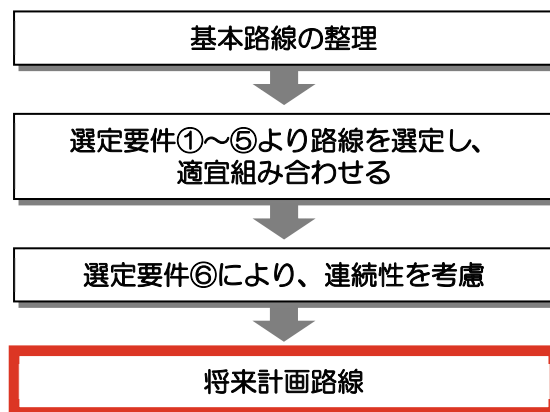 基本路線の整理
選定要件①～⑤より路線を選定し、
適宜組み合わせる
選定要件⑥により、連続性を考慮
将来計画路線